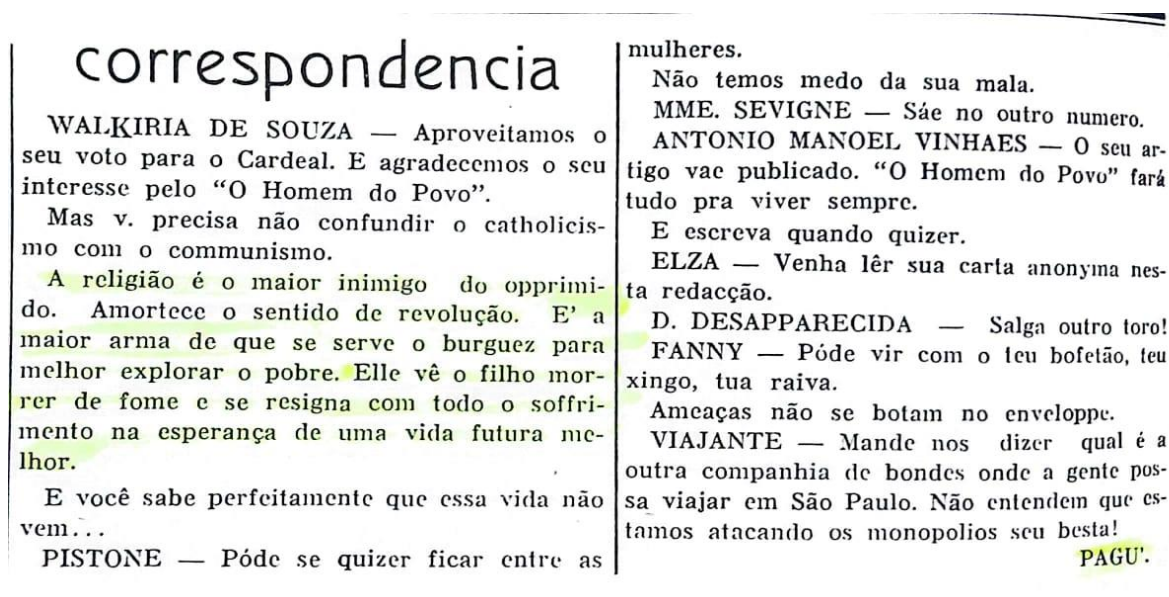 correspondencia
WALKIRIA DE SOUZA — Aproveitamos o
seu voto para o Cardeal. E agradecemos o seu
interesse pelo "O Homem do Povo".
Mas v. precisa não confundir o catholicis-
mo com o communismo.
A religião é o maior inimigo do opprimi-
do. Amortece o sentido de revolução. E' a
maior arma de que se serve o burguez para
melhor explorar o pobre. Elle vê o filho mor-
rer de fome e se resigna com todo o soffri-
mento na esperança de uma vida futura me-
lhor.
E você sabe perfeitamente que essa vida não
vem...
PISTONE — Póde se quizer ficar entre as
mulheres.
Não temos medo da sua mala.
MME. SEVIGNE — Sáe no outro numero.
ANTONIO MANOEL VINHAES — O seu ar-
tigo vae publicado. "O Homem do Povo" fará
tudo pra viver sempre.
E escreva quando quizer.
ELZA — Venha lêr sua carta anonyma nes-
ta redacção.
D. DESAPPARECIDA — Salga outro toro!
FANNY — Póde vir com o teu bofetão, teu
xingo, tua raiva.
Ameaças não se botam no enveloppe.
VIAJANTE — Mande nos dizer qual é a
outra companhia de bondes onde a gente pos-
sa viajar em São Paulo. Não entendem que es-
tamos atacando os monopolios seu besta!
PAGU'.